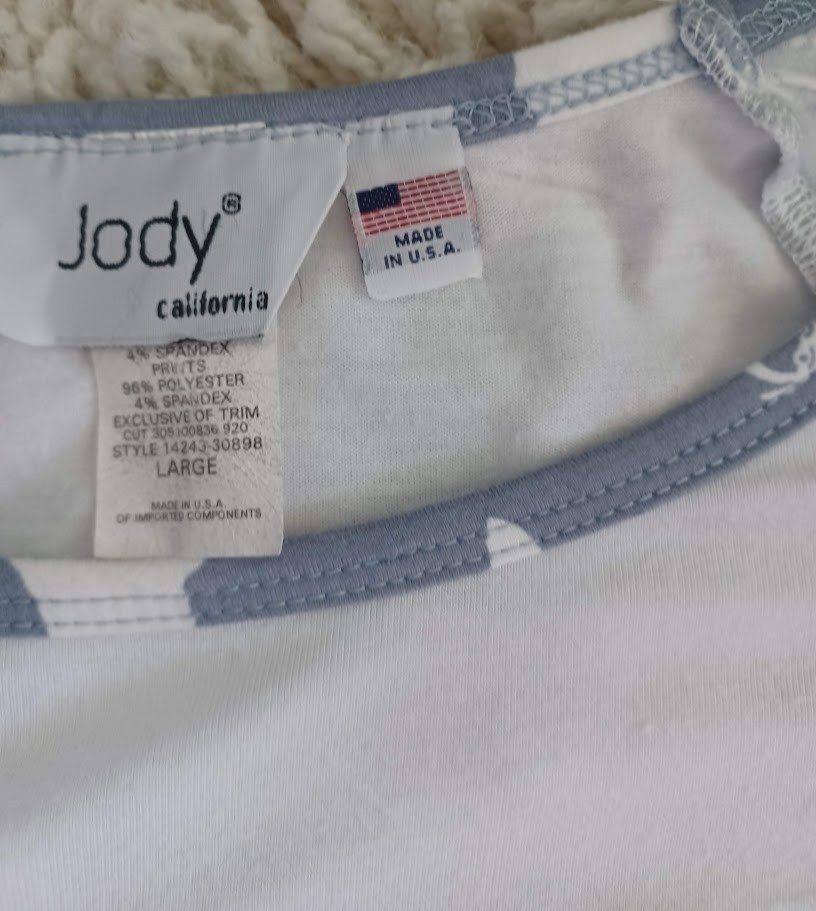 Jody®
california
MADE
IN U.S.A.
4% SPANDEX
PRINTS
96% POLYESTER
4% SPANDEX
EXCLUSIVE OF TRIM
CUT 305100836 920
STYLE 14243-30898
LARGE
MADE IN U.S.A.
OF IMPORTED COMPONENTS